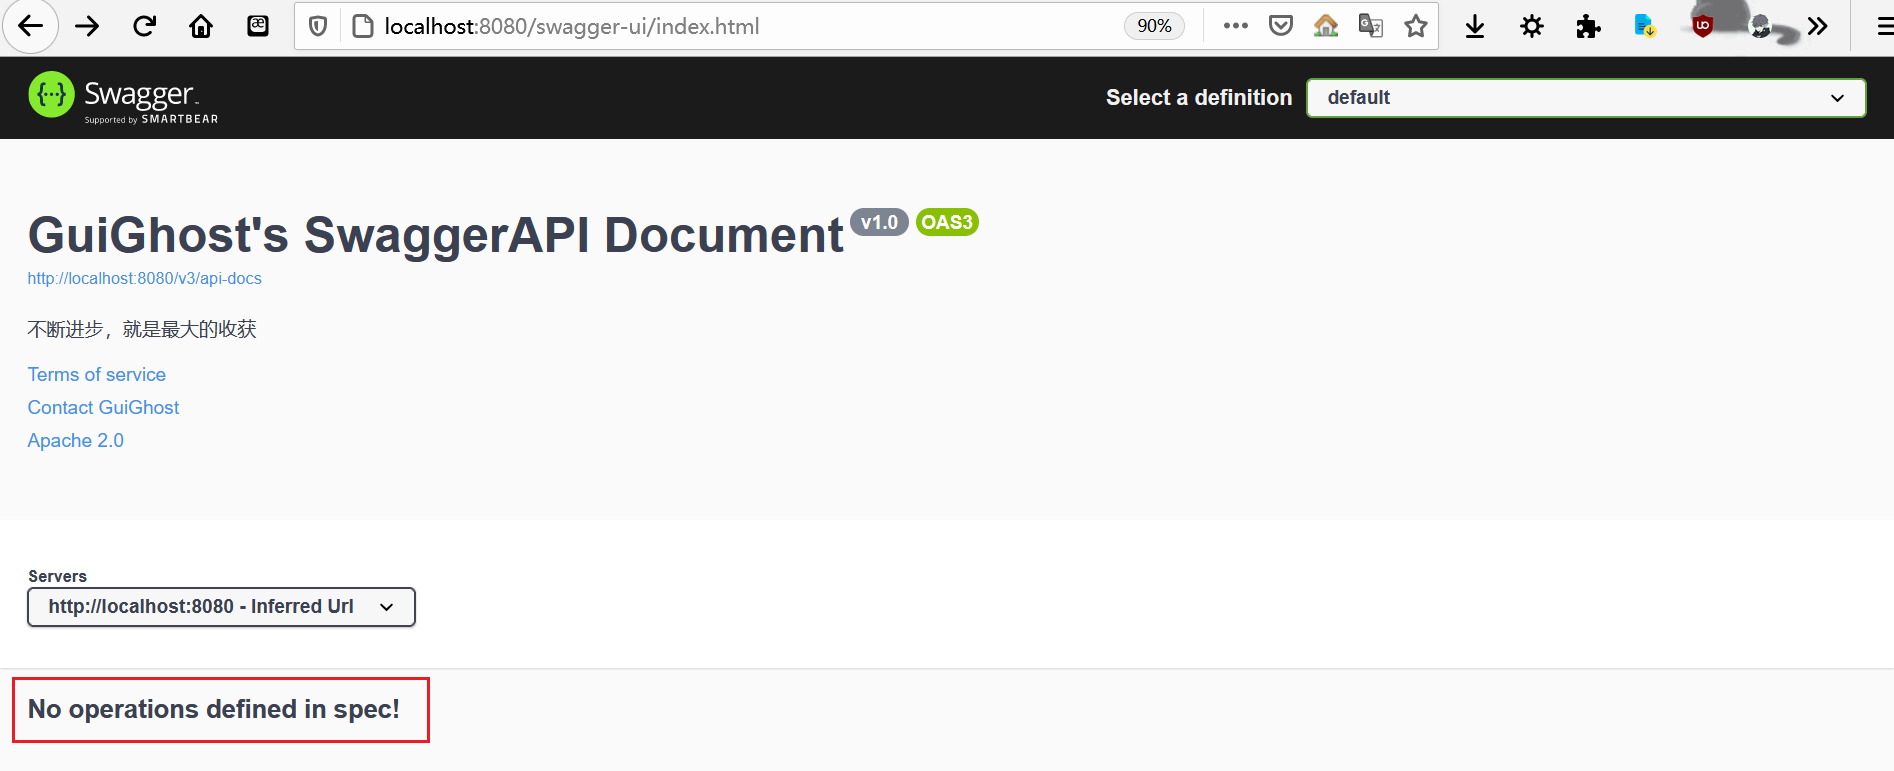 localhost:8080/swagger-ui/index.html
90%
Swagger
Supported by SMARTBEAR
Select a definition
default
GuiGhost's SwaggerAPI Document v1.0 OAS3
http://localhost:8080/v3/api-docs
不断进步，就是最大的收获
Terms of service
Contact GuiGhost
Apache 2.0
Servers
http://localhost:8080 - Inferred Url
No operations defined in spec!